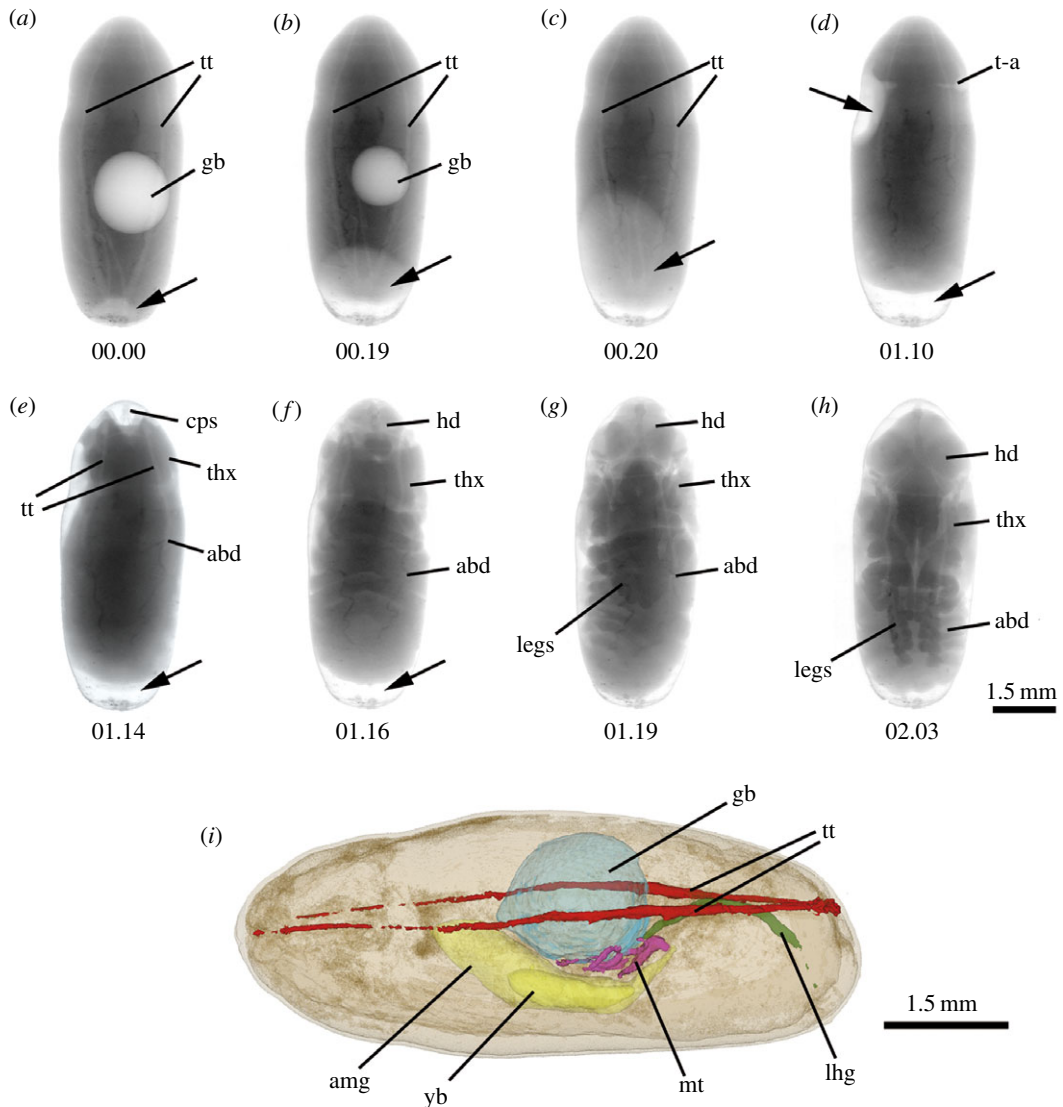 (a) (b) (c) (d)
tt tt tt t-a
gb gb
00.00 00.19 00.20 01.10
(e) (f) (g) (h)
cps hd hd hd
thx thx thx thx
tt
abd abd abd abd
legs legs
1.5 mm
01.14 01.16 01.19 02.03
(i)
gb
tt
1.5 mm
amg yb mt lhg